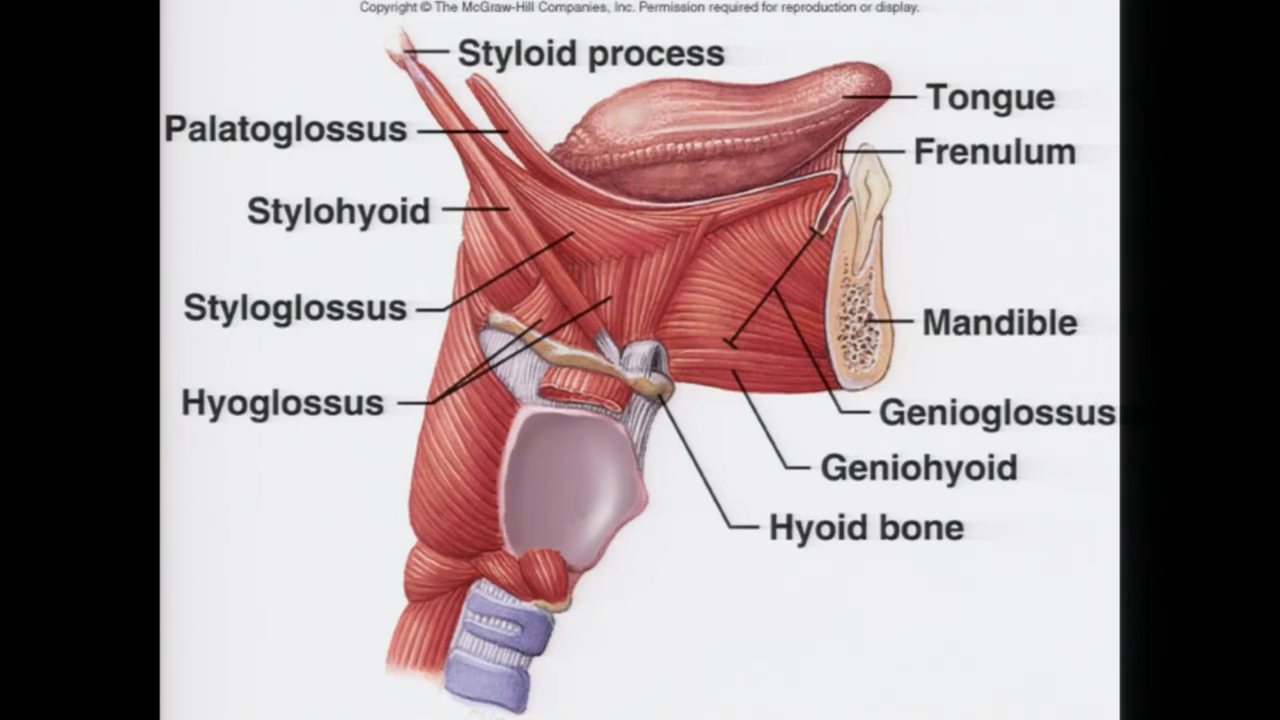 Copyright © The McGraw-Hill Companies, Inc. Permission required for reproduction or display.
Styloid process
Tongue
Palatoglossus
Frenulum
Stylohyoid
Styloglossus
Mandible
Hyoglossus
Genioglossus
Geniohyoid
Hyoid bone